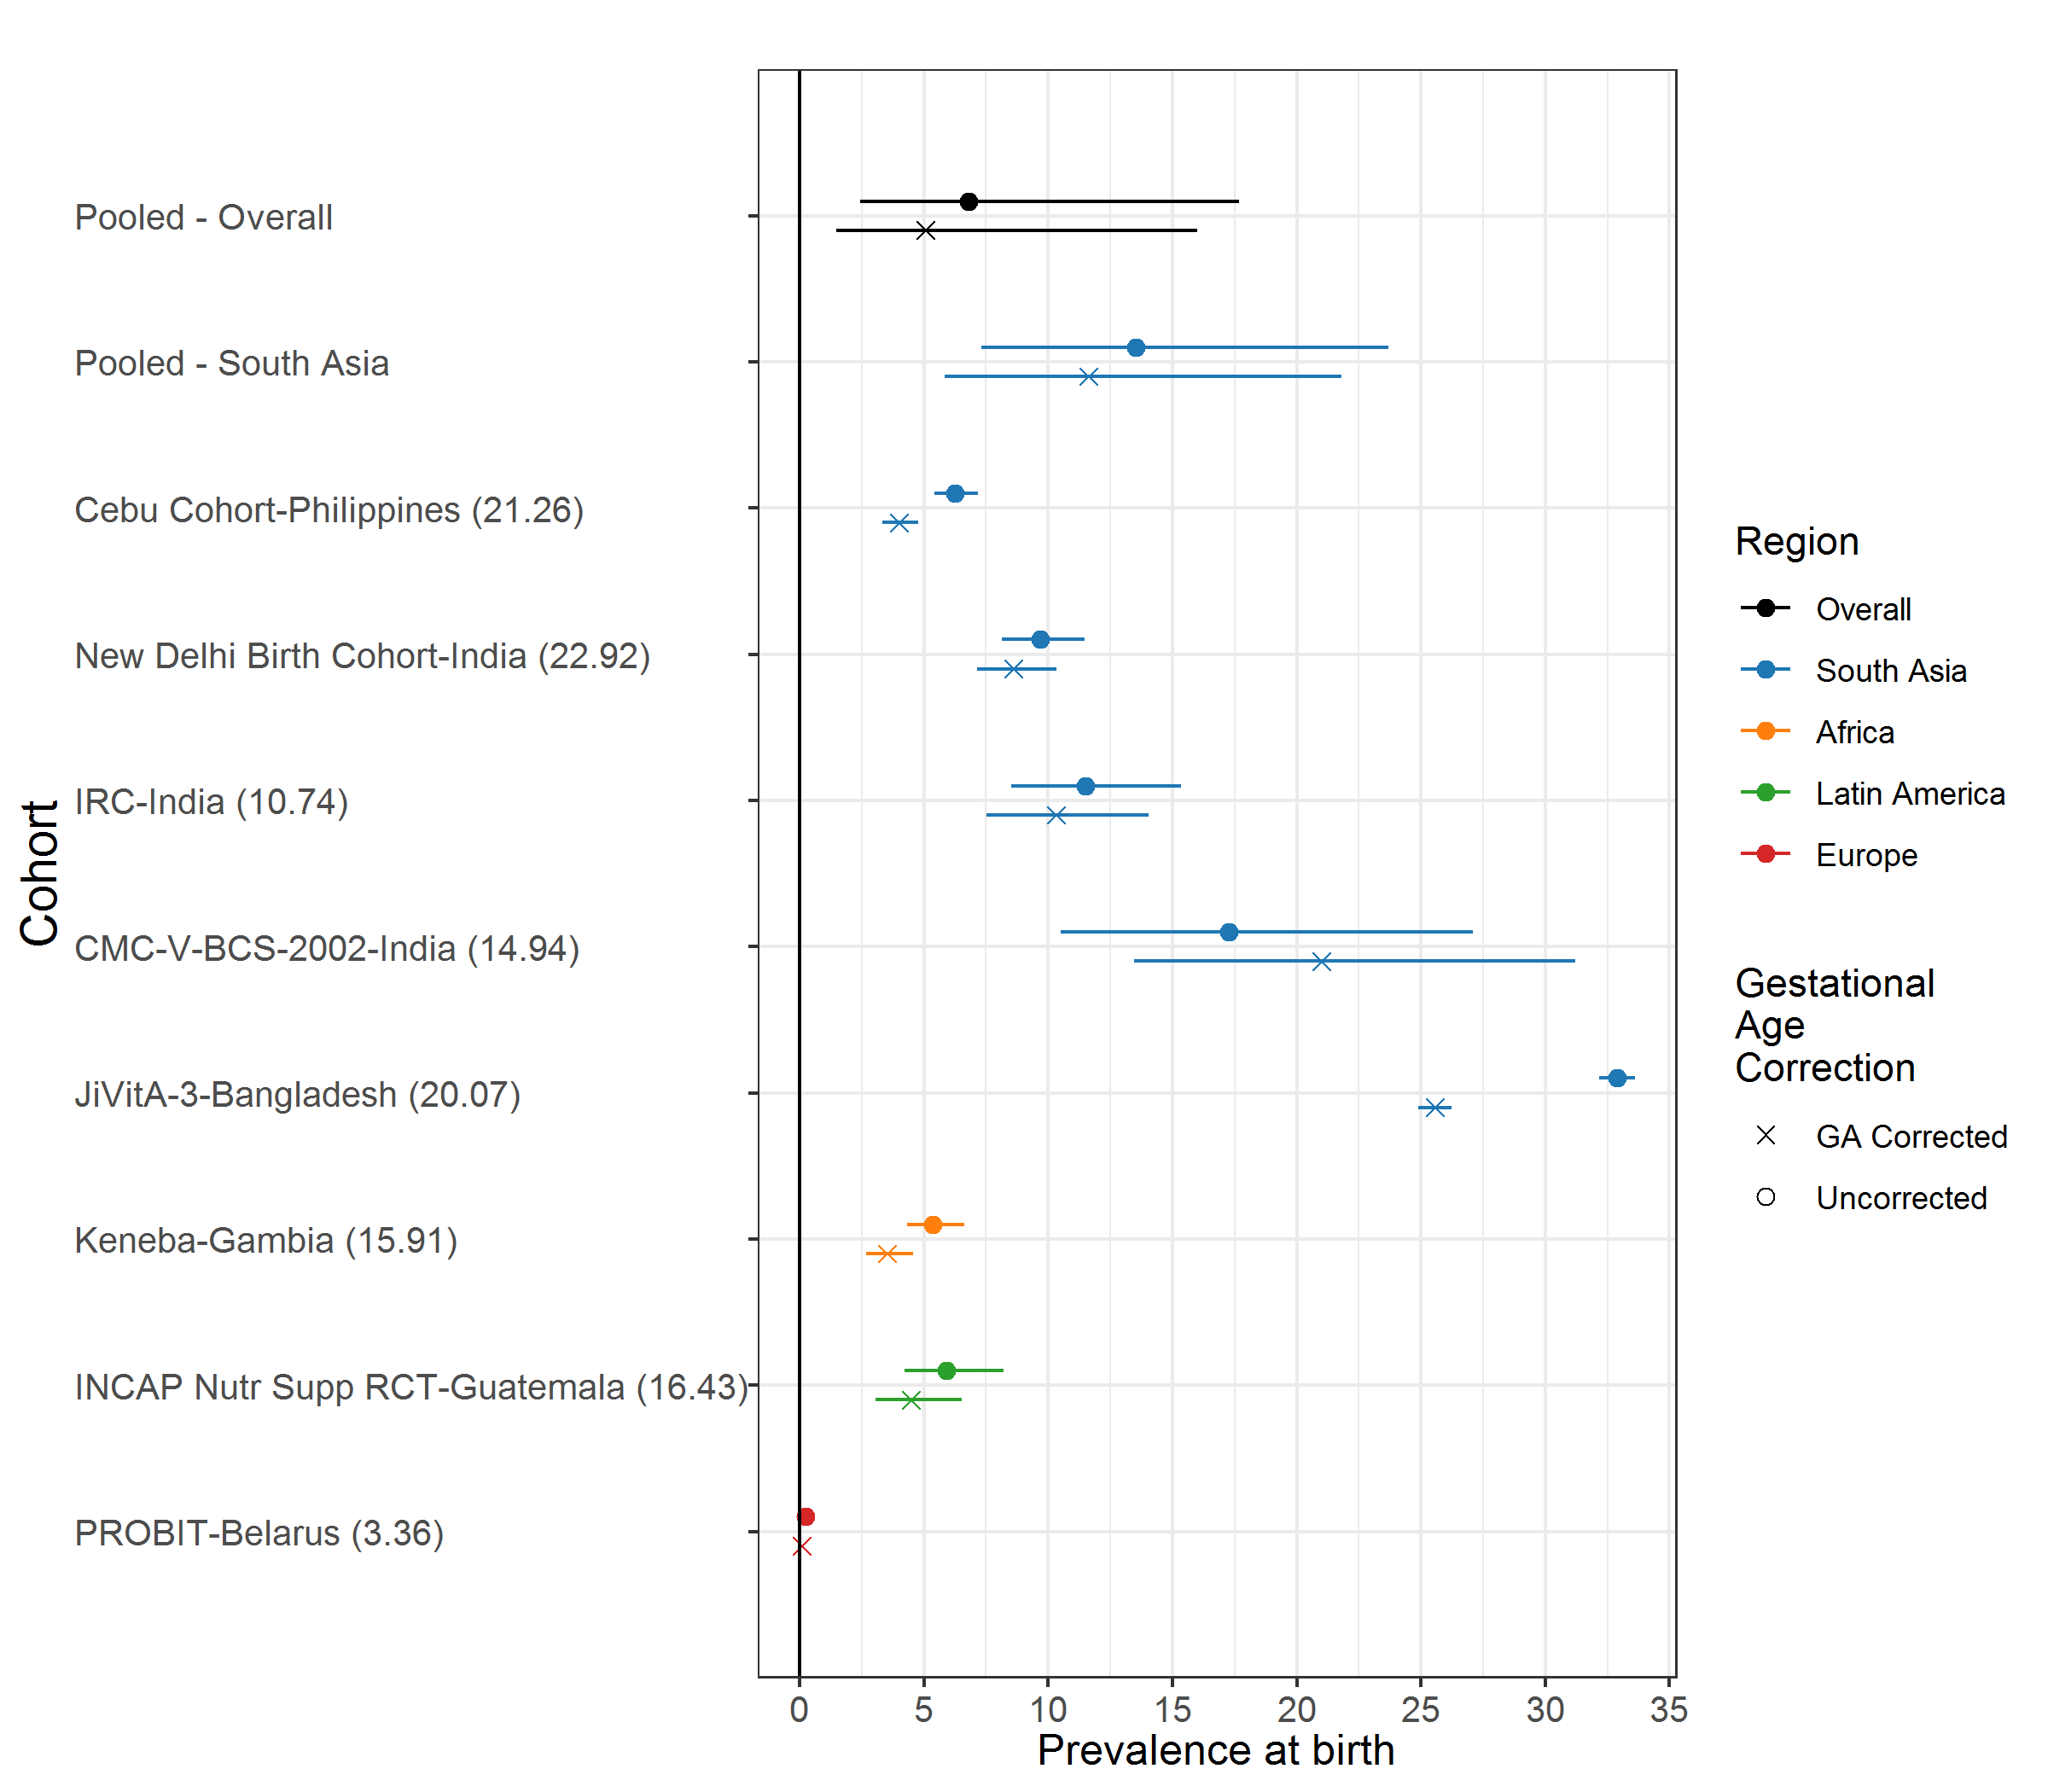 Cohort
Pooled - Overall
Pooled - South Asia
Cebu Cohort-Philippines (21.26)
New Delhi Birth Cohort-India (22.92)
IRC-India (10.74)
CMC-V-BCS-2002-India (14.94)
JiVitA-3-Bangladesh (20.07)
Keneba-Gambia (15.91)
INCAP Nutr Supp RCT-Guatemala (16.43)
PROBIT-Belarus (3.36)
0 5 10 15 20 25 30 35
Prevalence at birth
Region
Overall
South Asia
Africa
Latin America
Europe
Gestational
Age
Correction
GA Corrected
Uncorrected